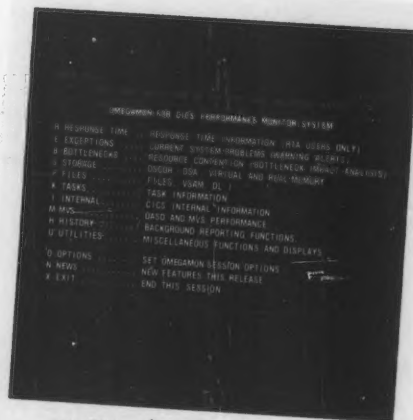 OMEGAMON FOR CICS PERFORMANCE MONITOR SYSTEM
R RESPONSE TIME .. RESPONSE TIME INFORMATION (RTA USERS ONLY)
E EXCEPTIONS ..... CURRENT SYSTEM PROBLEMS (WARNING ALERT)
B BOTTLENECKS .... RESOURCE CONTENTION (BOTTLENECK IMPACT ANALYSIS)
S STORAGE ........ OSCOR, DSA, VIRTUAL AND REAL MEMORY
F FILES .......... FILES, VSAM, DL/I
K TASKS .......... TASK INFORMATION
I INTERNAL ....... CICS INTERNAL INFORMATION
M MVS ............ DASD AND MVS PERFORMANCE
H HISTORY ........ BACKGROUND REPORTING FUNCTIONS
U UTILITIES ...... MISCELLANEOUS FUNCTIONS AND DISPLAYS
O OPTIONS ........ SET OMEGAMON SESSION OPTIONS
N NEWS ........... NEW FEATURES THIS RELEASE
X EXIT ........... END THIS SESSION